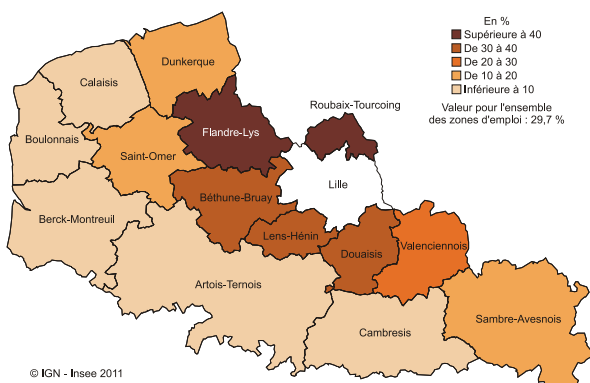 En %
Supérieure à 40
De 30 à 40
De 20 à 30
De 10 à 20
Inférieure à 10
Valeur pour l'ensemble
des zones d'emploi : 29,7 %
Dunkerque
Calaisis
Roubaix-Tourcoing
Flandre-Lys
Boulonnais
Saint-Omer
Lille
Béthune-Bruay
Berck-Montreuil
Lens-Hénin
Valenciennois
Douaisis
Artois-Ternois
Sambre-Avesnois
Cambresis
© IGN - Insee 2011